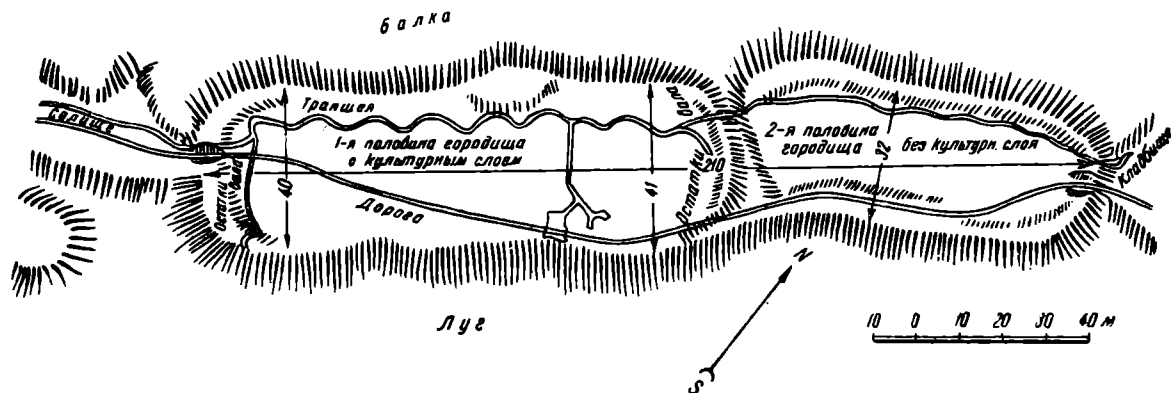 балка
Селище
Траншея
1-я половина городища
с культурным слоем
40
Остатки
вала
Дорога
41
Остатки
вала
210
2-я половина
городища
без культурн. слоя
32
Кладбище
Луг
N
S
10 0 10 20 30 40 м